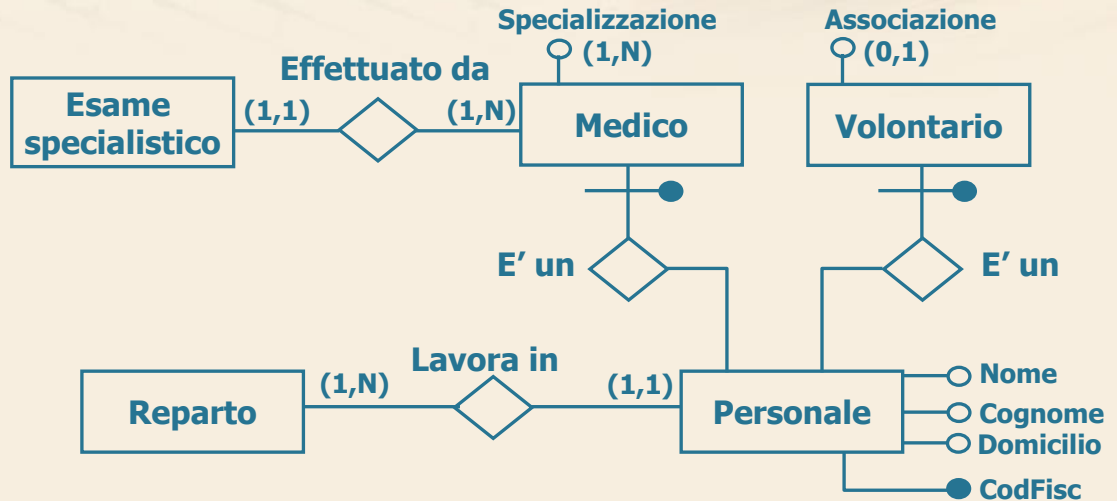 Specializzazione
(1,N)
Associazione
(0,1)
Effettuato da
Esame
specialistico
(1,1)
(1,N)
Medico
Volontario
E’ un
E’ un
Lavora in
Reparto
(1,N)
(1,1)
Personale
Nome
Cognome
Domicilio
CodFisc